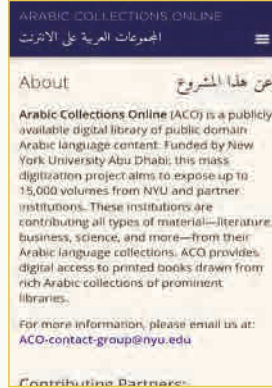 ARABIC COLLECTIONS ONLINE
المجموعات العربية على الانترنت
About
عن هذا المشروع
Arabic Collections Online (ACO) is a publicly
available digital library of public domain
Arabic language content. Funded by New
York University Abu Dhabi, this mass
digitization project aims to expose up to
15,000 volumes from NYU and partner
institutions. These institutions are
contributing all types of material—literature,
business, science, and more—from their
Arabic language collections. ACO provides
digital access to printed books drawn from
rich Arabic collections of prominent
libraries.
For more information, please email us at:
ACO-contact-group@nyu.edu
Contributing Partners: